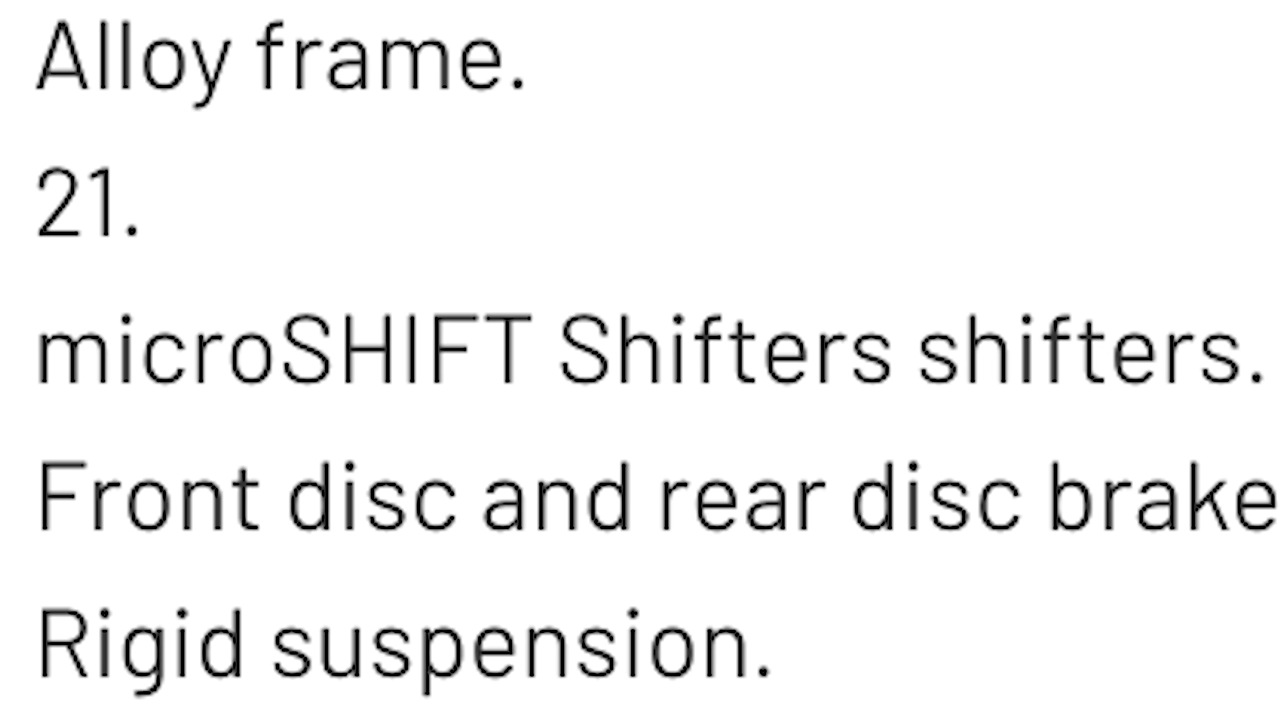 Alloy frame.
21.
microSHIFT Shifters shifters.
Front disc and rear disc brake
Rigid suspension.